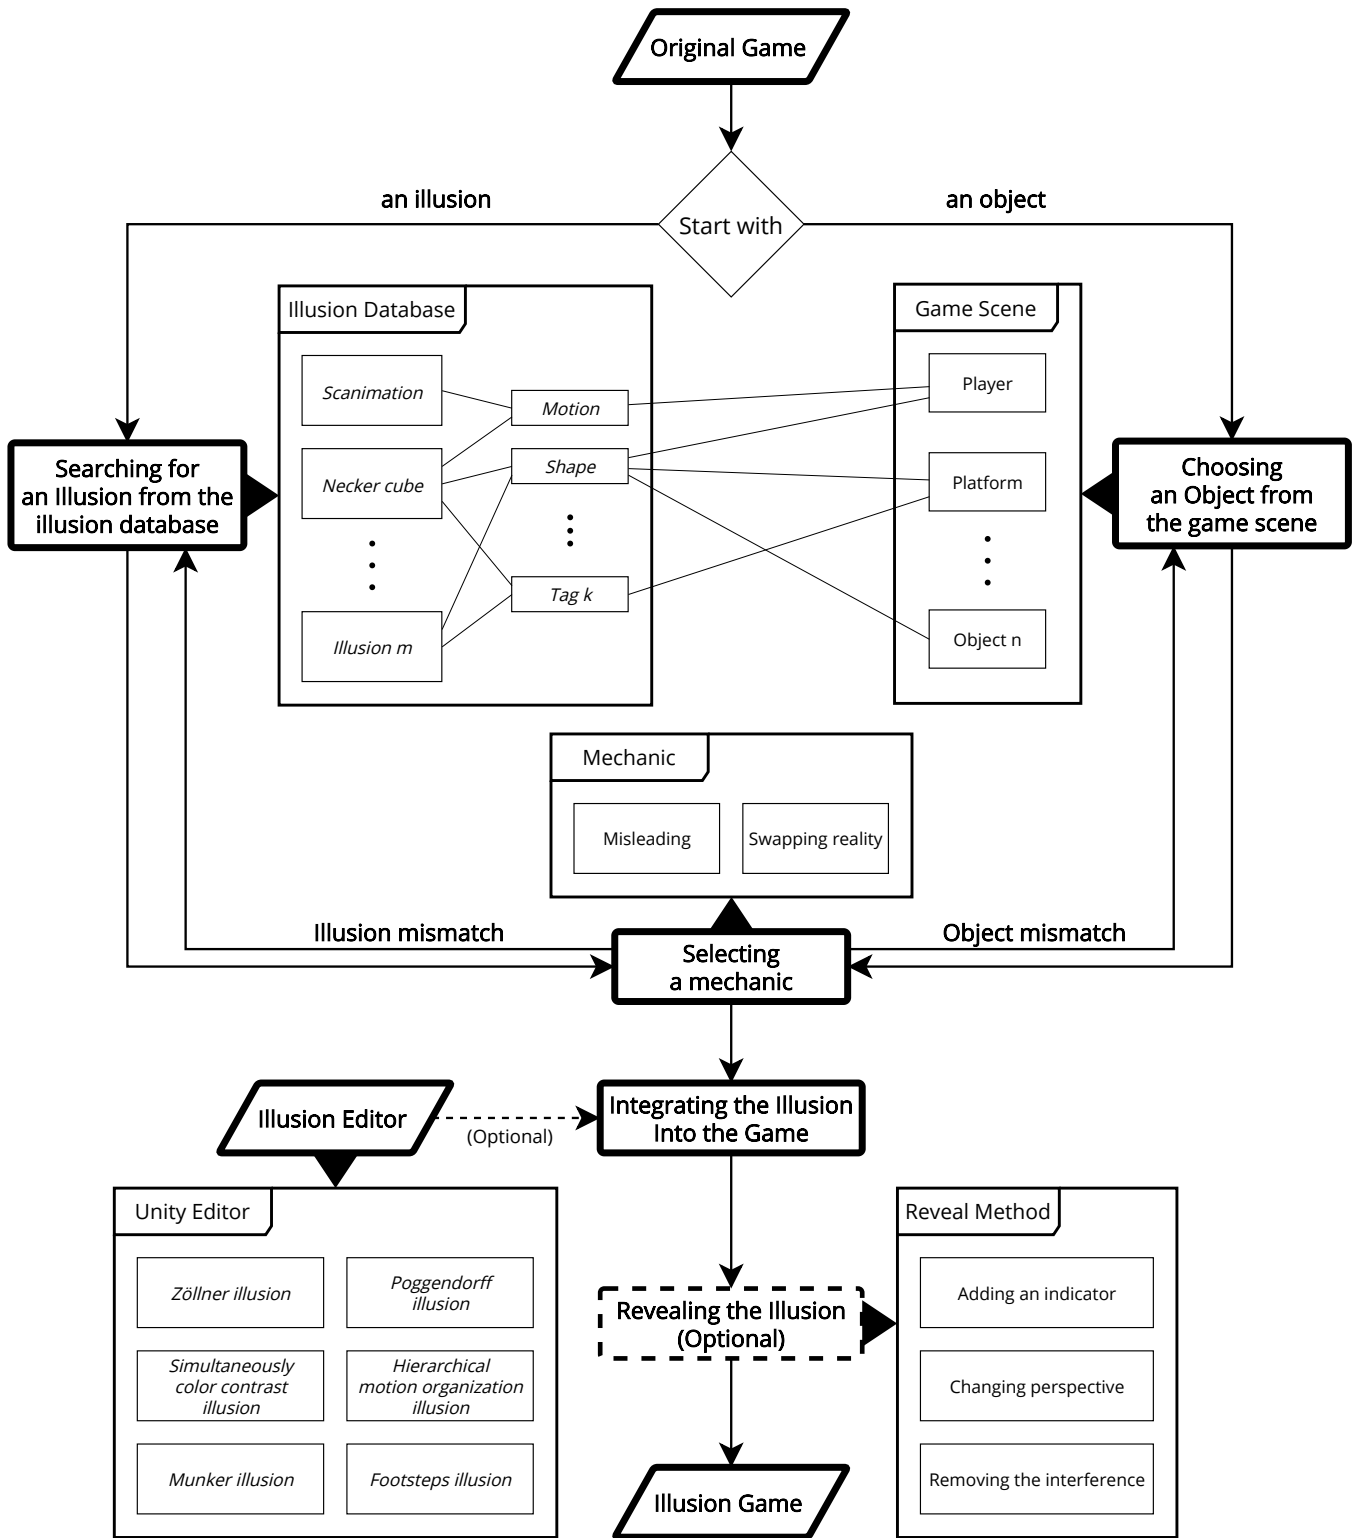 Original Game
an illusion
an object
Start with
Illusion Database
Game Scene
Scanimation
Motion
Player
Necker cube
Shape
Platform
Tag k
Illusion m
Object n
Searching for
an Illusion from the
illusion database
Choosing
an Object from
the game scene
Mechanic
Misleading
Swapping reality
Illusion mismatch
Object mismatch
Selecting
a mechanic
Illusion Editor
(Optional)
Integrating the Illusion
Into the Game
Unity Editor
Zöllner illusion
Poggendorff
illusion
Simultaneously
color contrast
illusion
Hierarchical
motion organization
illusion
Munker illusion
Footsteps illusion
Revealing the Illusion
(Optional)
Reveal Method
Adding an indicator
Changing perspective
Removing the interference
Illusion Game